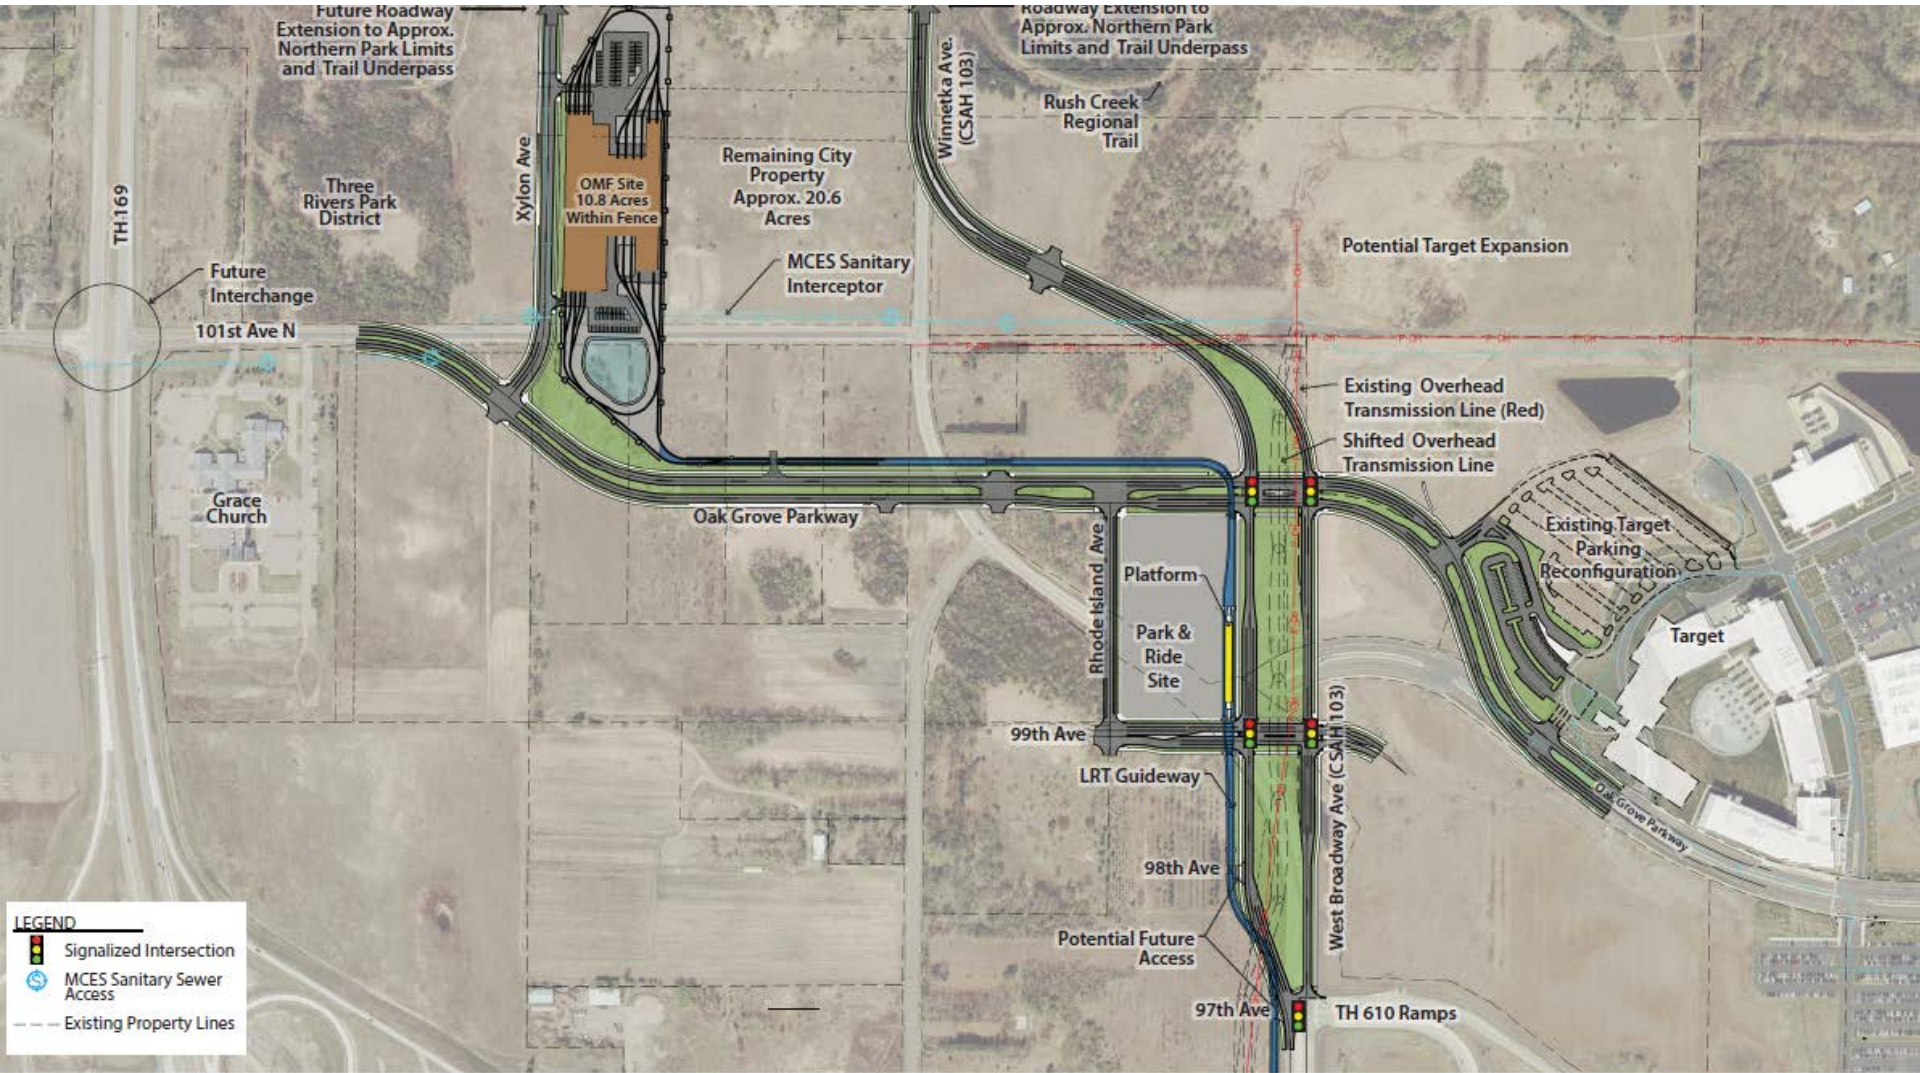 Future Roadway
Extension to Approx.
Northern Park Limits
and Trail Underpass
Roadway Extension to
Approx. Northern Park
Limits and Trail Underpass
Winnetka Ave.
(CSAH 103)
Rush Creek
Regional
Trail
TH 169
Three
Rivers Park
District
Xylon Ave
OMF Site
10.8 Acres
Within Fence
Remaining City
Property
Approx. 20.6
Acres
Potential Target Expansion
MCES Sanitary
Interceptor
Future
Interchange
101st Ave N
Existing Overhead
Transmission Line (Red)
Shifted Overhead
Transmission Line
Grace
Church
Oak Grove Parkway
Existing Target
Parking
Reconfiguration
Rhode Island Ave
Platform
Park &
Ride
Site
Target
99th Ave
LRT Guideway
West Broadway Ave (CSAH 103)
Oak Grove Parkway
98th Ave
Potential Future
Access
97th Ave
TH 610 Ramps
LEGEND
Signalized Intersection
MCES Sanitary Sewer
Access
Existing Property Lines